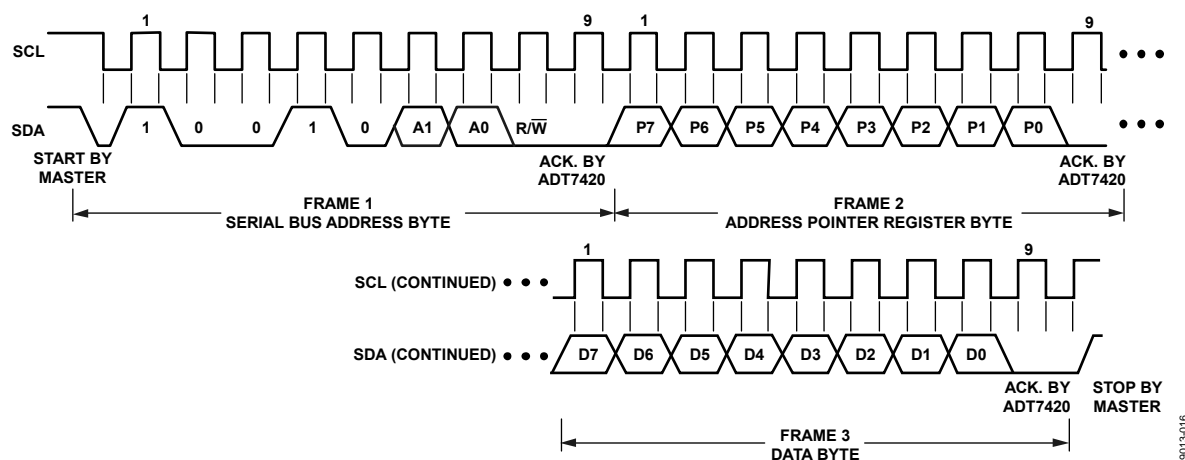 1 9 1 9
SCL
SDA 1 0 0 1 0 A1 A0 R/W̅ P7 P6 P5 P4 P3 P2 P1 P0
START BY
MASTER
ACK. BY
ADT7420
ACK. BY
ADT7420
FRAME 1
SERIAL BUS ADDRESS BYTE
FRAME 2
ADDRESS POINTER REGISTER BYTE
1 9
SCL (CONTINUED)
SDA (CONTINUED) D7 D6 D5 D4 D3 D2 D1 D0
ACK. BY
ADT7420
STOP BY
MASTER
FRAME 3
DATA BYTE
9013-016